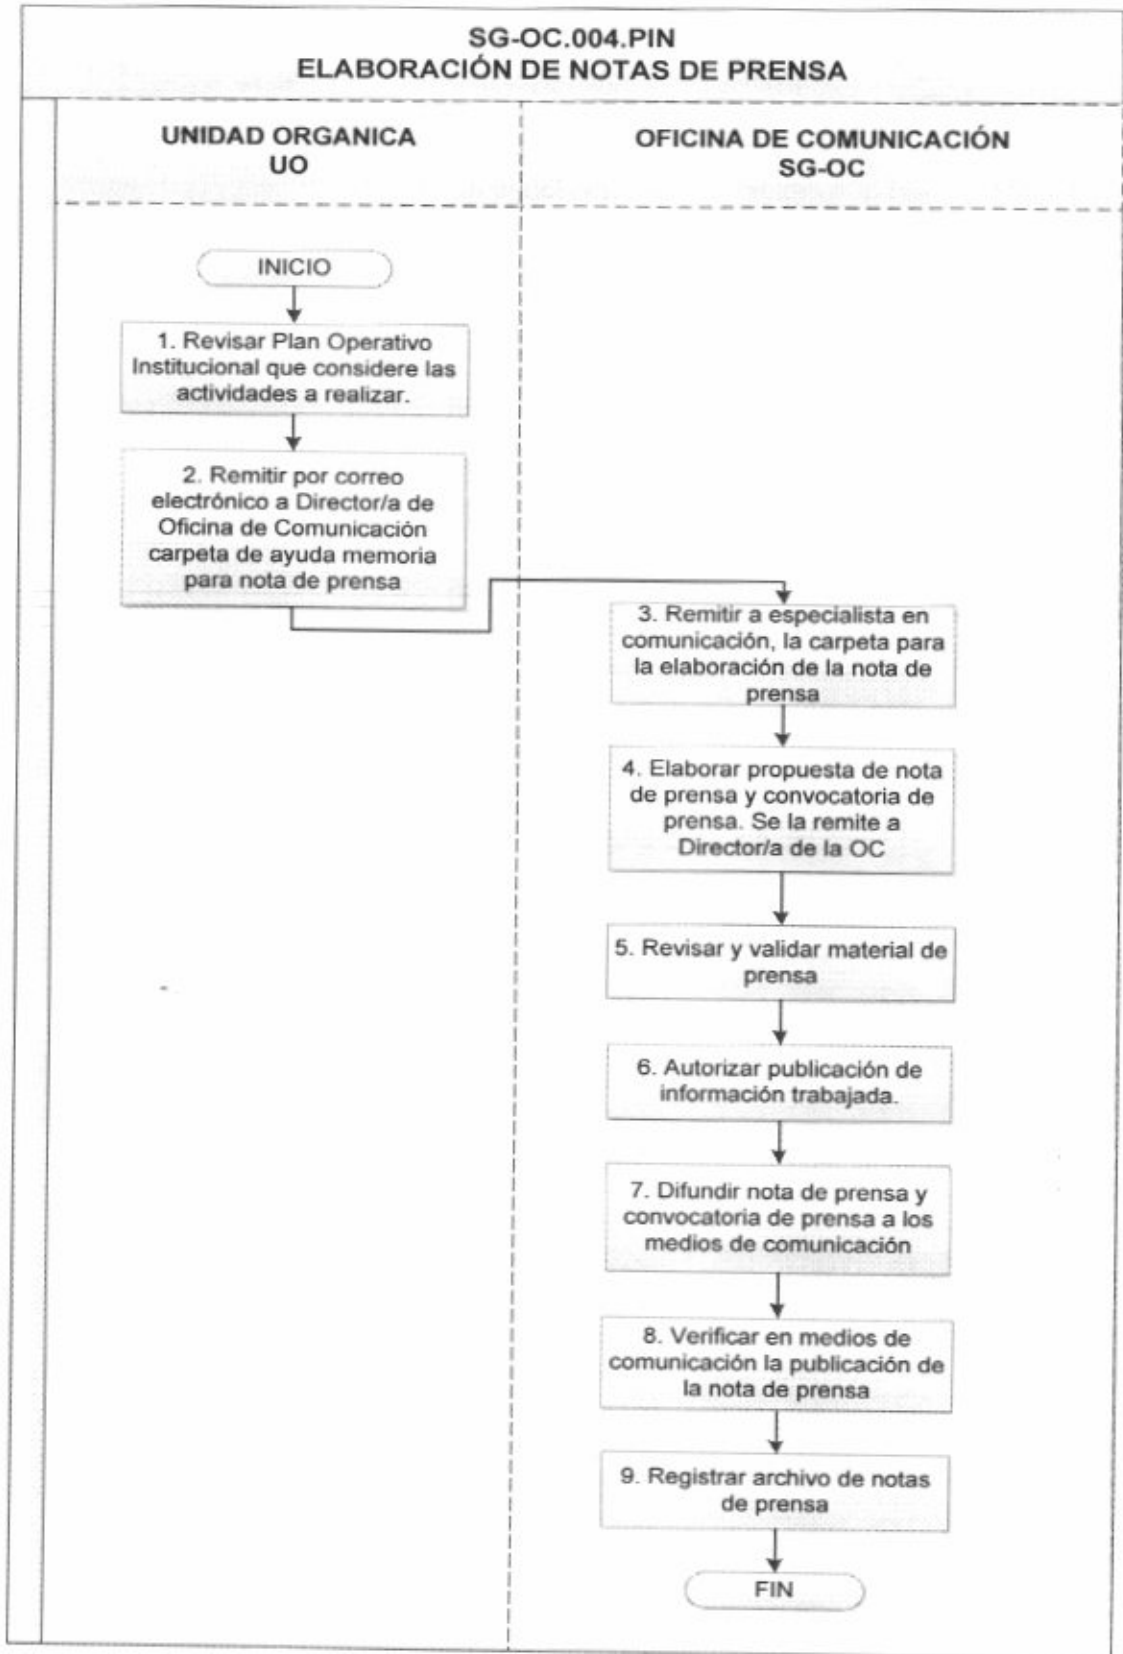 SG-OC.004.PIN
ELABORACIÓN DE NOTAS DE PRENSA
UNIDAD ORGANICA
UO
OFICINA DE COMUNICACIÓN
SG-OC
INICIO
1. Revisar Plan Operativo
Institucional que considere las
actividades a realizar.
2. Remitir por correo
electrónico a Director/a de
Oficina de Comunicación
carpeta de ayuda memoria
para nota de prensa
3. Remitir a especialista en
comunicación, la carpeta para
la elaboración de la nota de
prensa
4. Elaborar propuesta de nota
de prensa y convocatoria de
prensa. Se la remite a
Director/a de la OC
5. Revisar y validar material de
prensa
6. Autorizar publicación de
información trabajada.
7. Difundir nota de prensa y
convocatoria de prensa a los
medios de comunicación
8. Verificar en medios de
comunicación la publicación de
la nota de prensa
9. Registrar archivo de notas
de prensa
FIN